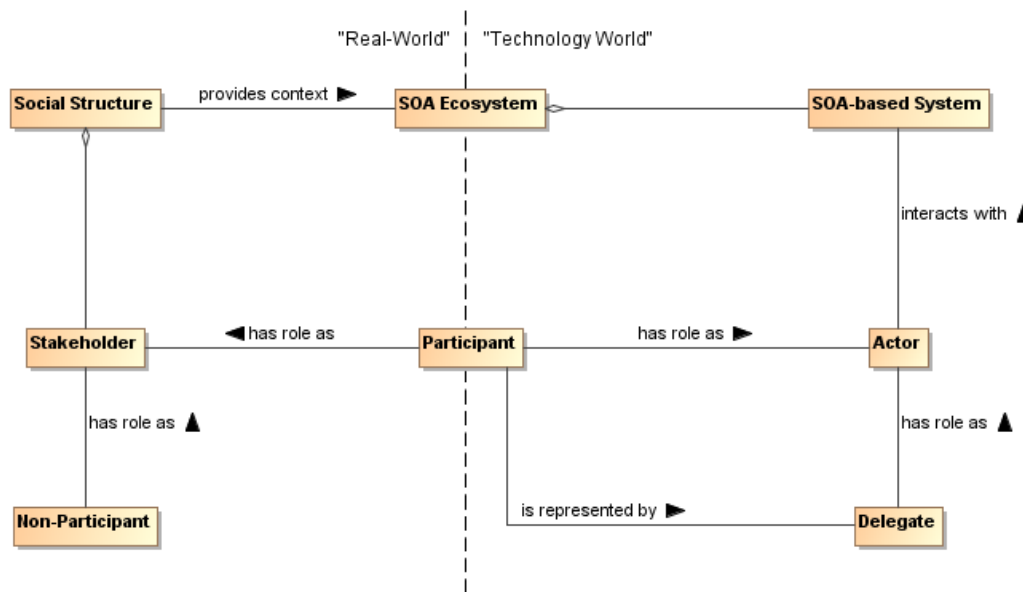 "Real-World"
"Technology World"
Social Structure
provides context
SOA Ecosystem
SOA-based System
interacts with
Stakeholder
has role as
Participant
has role as
Actor
has role as
has role as
Non-Participant
is represented by
Delegate